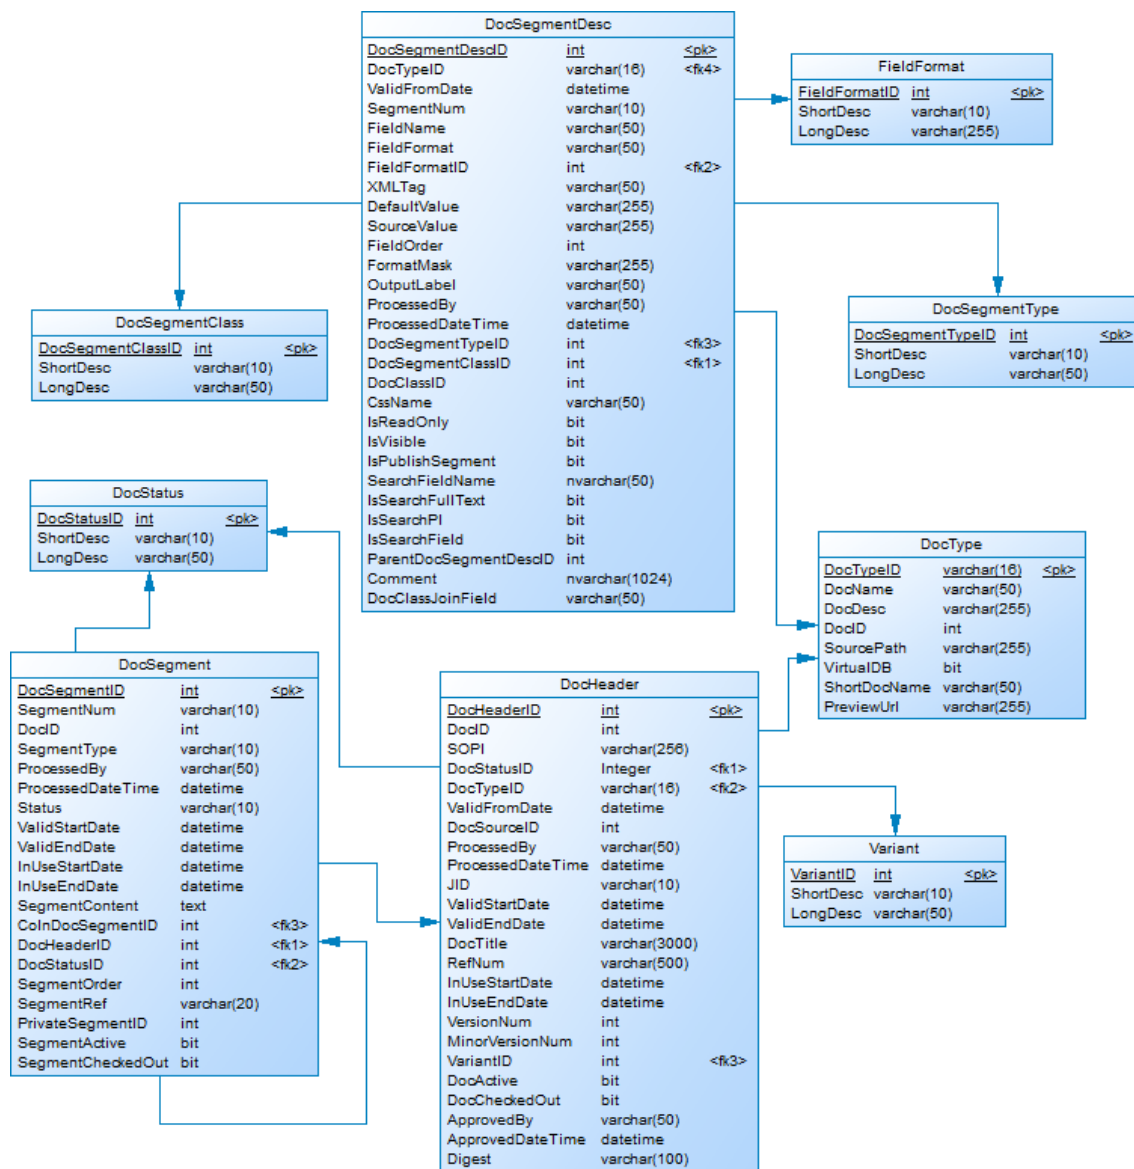 DocSegmentDesc
DocSegmentDescID int <pk>
DocTypeID varchar(16) <fk4>
ValidFromDate datetime
SegmentNum varchar(10)
FieldName varchar(50)
FieldFormat varchar(50)
FieldFormatID int <fk2>
XMLTag varchar(50)
DefaultValue varchar(255)
SourceValue varchar(255)
FieldOrder int
FormatMask varchar(255)
OutputLabel varchar(50)
ProcessedBy varchar(50)
ProcessedDateTime datetime
DocSegmentTypeID int <fk3>
DocSegmentClassID int <fk1>
DocClassID int
CssName varchar(50)
IsReadOnly bit
IsVisible bit
IsPublishSegment bit
SearchFieldName nvarchar(50)
IsSearchFullText bit
IsSearchPI bit
IsSearchField bit
ParentDocSegmentDescID int
Comment nvarchar(1024)
DocClassJoinField varchar(50)
FieldFormat
FieldFormatID int <pk>
ShortDesc varchar(10)
LongDesc varchar(255)
DocSegmentClass
DocSegmentClassID int <pk>
ShortDesc varchar(10)
LongDesc varchar(50)
DocSegmentType
DocSegmentTypeID int <pk>
ShortDesc varchar(10)
LongDesc varchar(50)
DocStatus
DocStatusID int <pk>
ShortDesc varchar(10)
LongDesc varchar(50)
DocType
DocTypeID varchar(16) <pk>
DocName varchar(50)
DocDesc varchar(255)
DocID int
SourcePath varchar(255)
VirtualDB bit
ShortDocName varchar(50)
PreviewUrl varchar(255)
DocSegment
DocSegmentID int <pk>
SegmentNum varchar(10)
DocID int
SegmentType varchar(10)
ProcessedBy varchar(50)
ProcessedDateTime datetime
Status varchar(10)
ValidStartDate datetime
ValidEndDate datetime
InUseStartDate datetime
InUseEndDate datetime
SegmentContent text
CoInDocSegmentID int <fk3>
DocHeaderID int <fk1>
DocStatusID int <fk2>
SegmentOrder int
SegmentRef varchar(20)
PrivateSegmentID int
SegmentActive bit
SegmentCheckedOut bit
DocHeader
DocHeaderID int <pk>
DocID int
SOPI varchar(256)
DocStatusID Integer <fk1>
DocTypeID varchar(16) <fk2>
ValidFromDate datetime
DocSourceID int
ProcessedBy varchar(50)
ProcessedDateTime datetime
JID varchar(10)
ValidStartDate datetime
ValidEndDate datetime
DocTitle varchar(3000)
RefNum varchar(500)
InUseStartDate datetime
InUseEndDate datetime
VersionNum int
MinorVersionNum int
VariantID int <fk3>
DocActive bit
DocCheckedOut bit
ApprovedBy varchar(50)
ApprovedDateTime datetime
Digest varchar(100)
Variant
VariantID int <pk>
ShortDesc varchar(10)
LongDesc varchar(50)